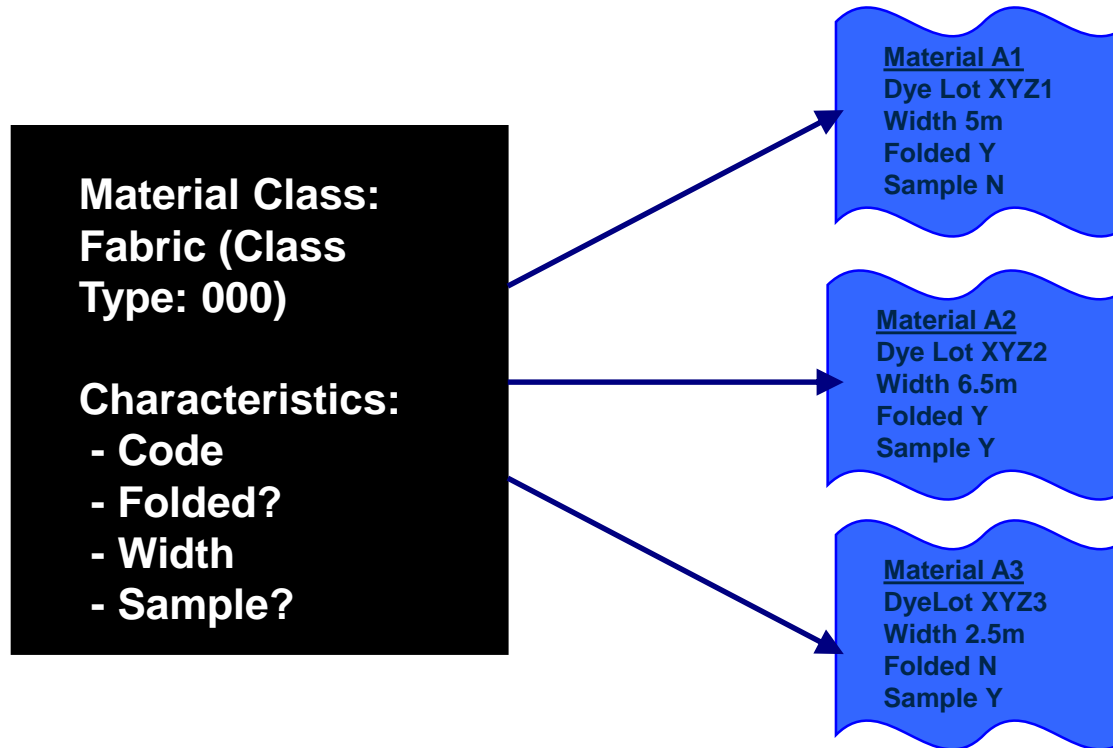 Material Class:
Fabric (Class
Type: 000)
Characteristics:
- Code
- Folded?
- Width
- Sample?
Material A1
Dye Lot XYZ1
Width 5m
Folded Y
Sample N
Material A2
Dye Lot XYZ2
Width 6.5m
Folded Y
Sample Y
Material A3
DyeLot XYZ3
Width 2.5m
Folded N
Sample Y